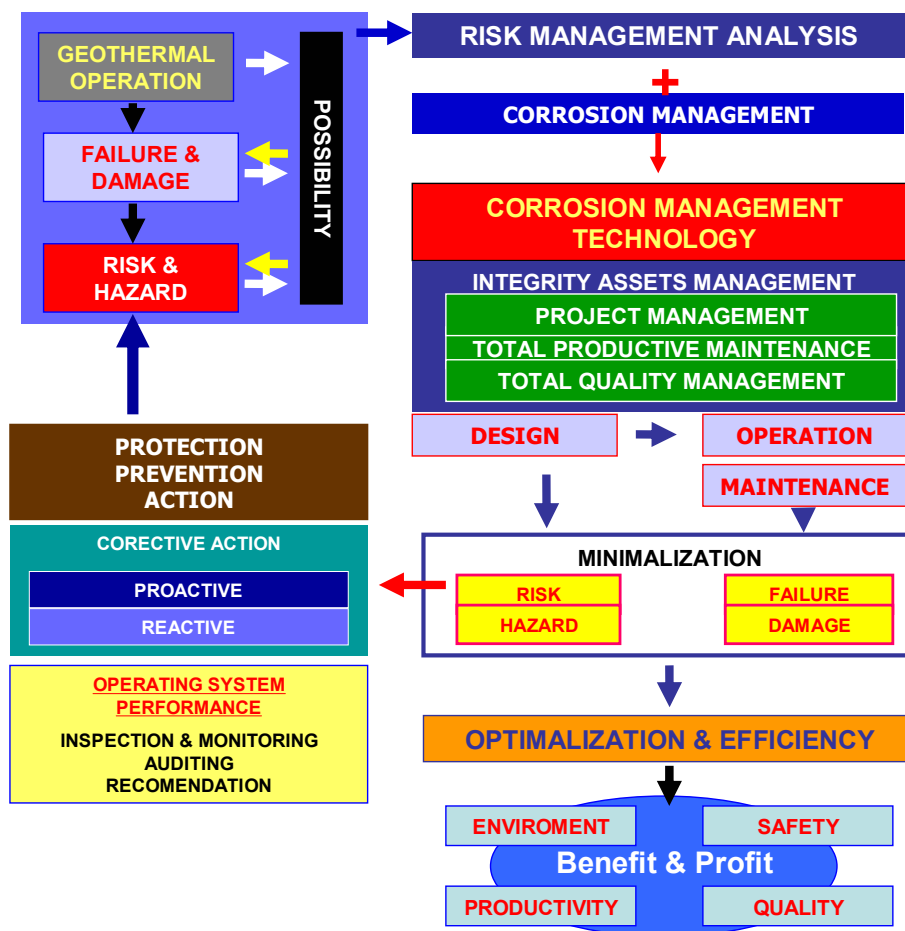 GEOTHERMAL
OPERATION
FAILURE &
DAMAGE
RISK &
HAZARD
POSSIBILITY
RISK MANAGEMENT ANALYSIS
+
CORROSION MANAGEMENT
CORROSION MANAGEMENT
TECHNOLOGY
INTEGRITY ASSETS MANAGEMENT
PROJECT MANAGEMENT
TOTAL PRODUCTIVE MAINTENANCE
TOTAL QUALITY MANAGEMENT
DESIGN
OPERATION
MAINTENANCE
MINIMALIZATION
RISK
HAZARD
FAILURE
DAMAGE
PROTECTION
PREVENTION
ACTION
CORECTIVE ACTION
PROACTIVE
REACTIVE
OPERATING SYSTEM
PERFORMANCE
INSPECTION & MONITORING
AUDITING
RECOMENDATION
OPTIMALIZATION & EFFICIENCY
ENVIROMENT
SAFETY
Benefit & Profit
PRODUCTIVITY
QUALITY